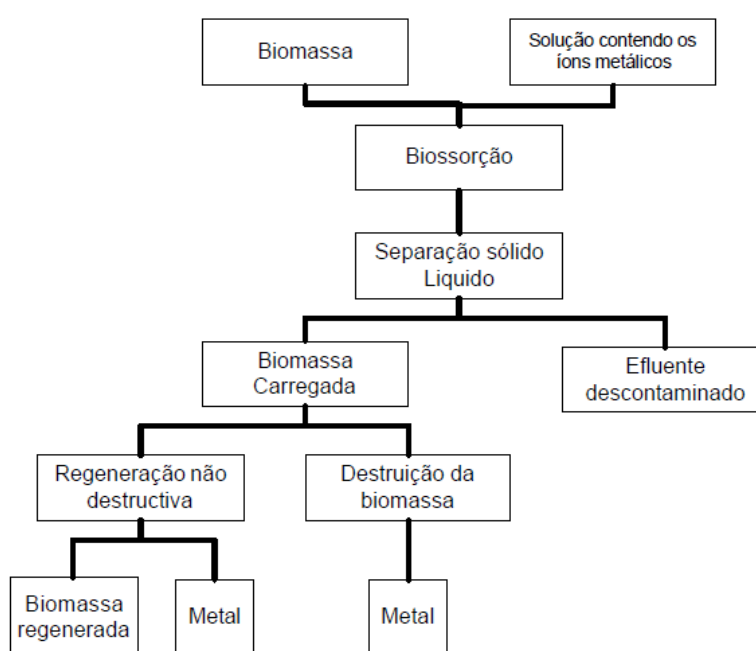 Biomassa
Solução contendo os
íons metálicos
Biossorção
Separação sólido
Liquido
Biomassa
Carregada
Efluente
descontaminado
Regeneração não
destructiva
Destruição da
biomassa
Biomassa
regenerada
Metal
Metal